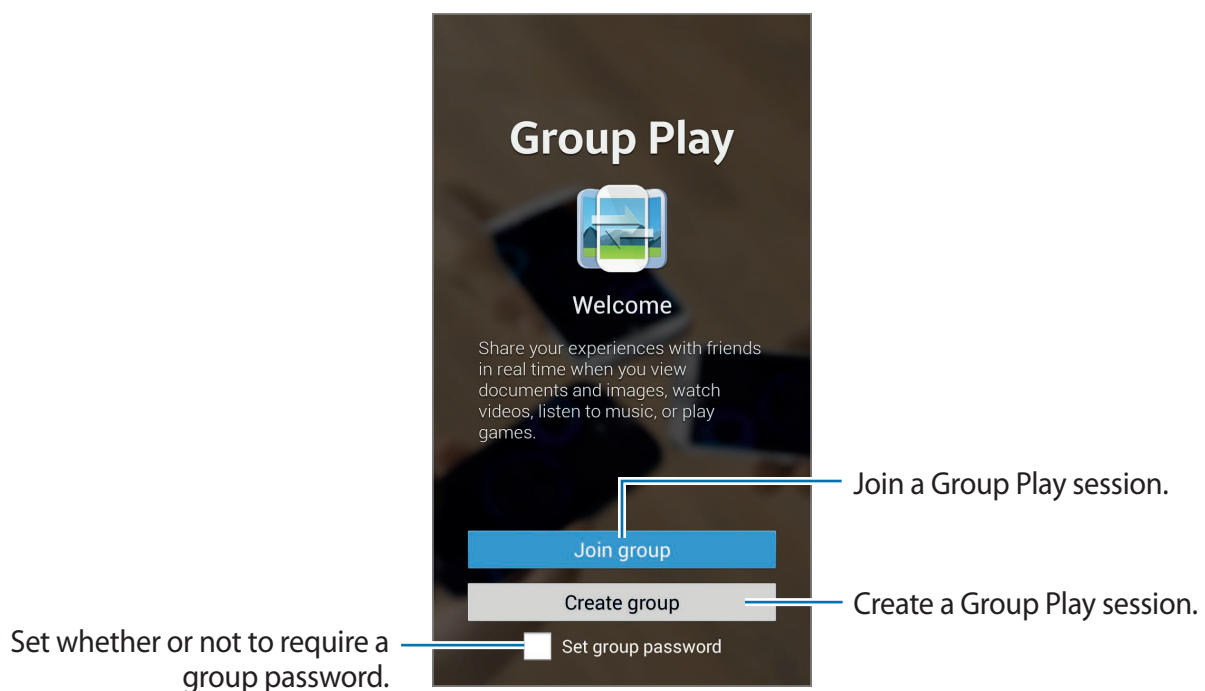 Group Play
Welcome
Share your experiences with friends
in real time when you view
documents and images, watch
videos, listen to music, or play
games.
Join a Group Play session.
Join group
Create group
Create a Group Play session.
Set whether or not to require a
group password.
Set group password